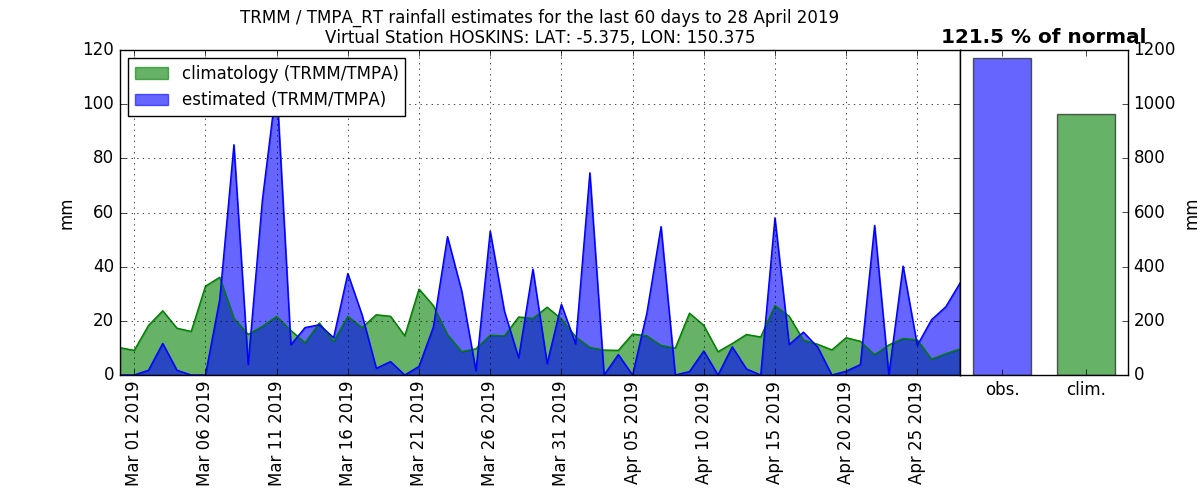 TRMM / TMPA_RT rainfall estimates for the last 60 days to 28 April 2019
Virtual Station HOSKINS: LAT: -5.375, LON: 150.375
121.5 % of normal
climatology (TRMM/TMPA)
estimated (TRMM/TMPA)
120
100
80
60
40
20
0
mm
Mar 01 2019
Mar 06 2019
Mar 11 2019
Mar 16 2019
Mar 21 2019
Mar 26 2019
Mar 31 2019
Apr 05 2019
Apr 10 2019
Apr 15 2019
Apr 20 2019
Apr 25 2019
1200
1000
800
600
400
200
0
mm
obs.
clim.